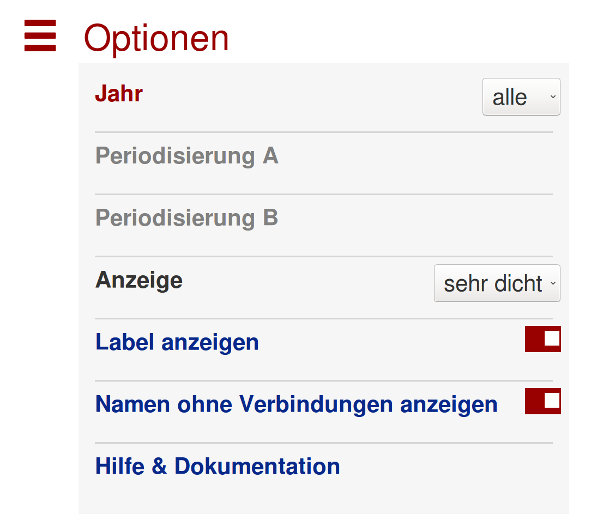 Optionen
Jahr alle
Periodisierung A
Periodisierung B
Anzeige sehr dicht
Label anzeigen
Namen ohne Verbindungen anzeigen
Hilfe & Dokumentation